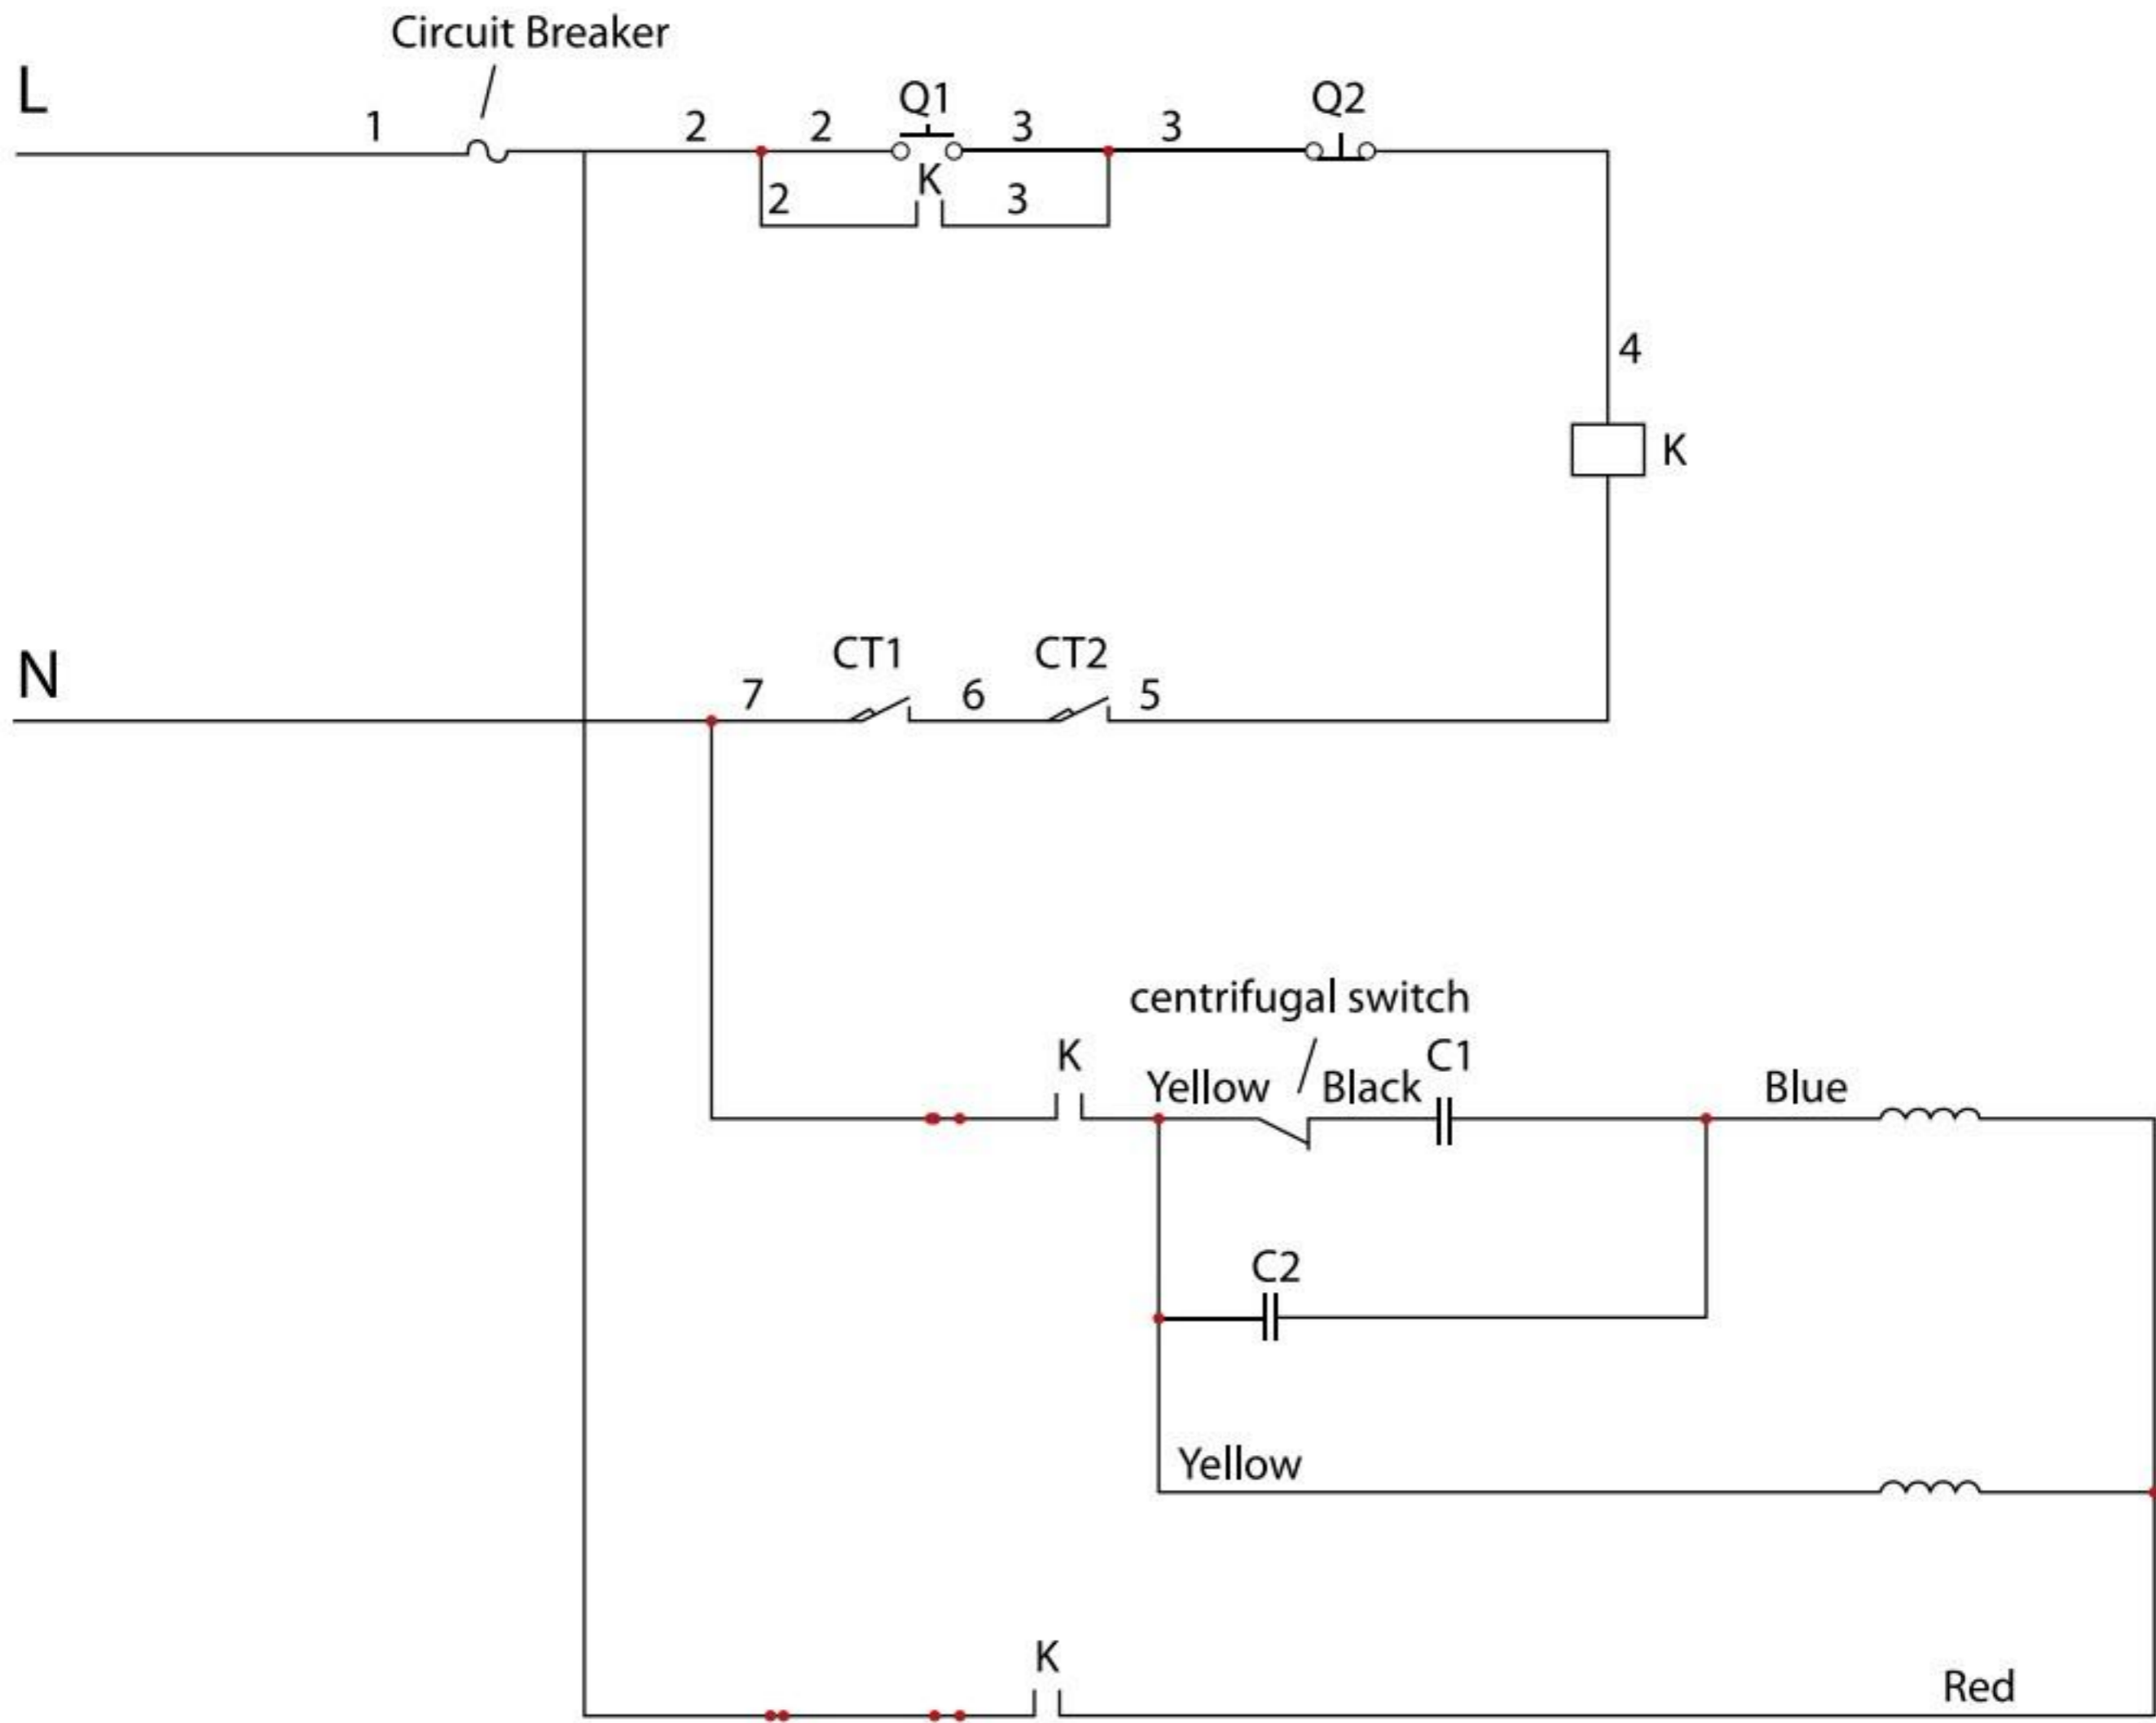 Circuit Breaker
L
1
2
2
Q1
3
3
Q2
2
K
3
4
K
N
7
CT1
6
CT2
5
centrifugal switch
K
Yellow
Black
C1
Blue
C2
Yellow
K
Red